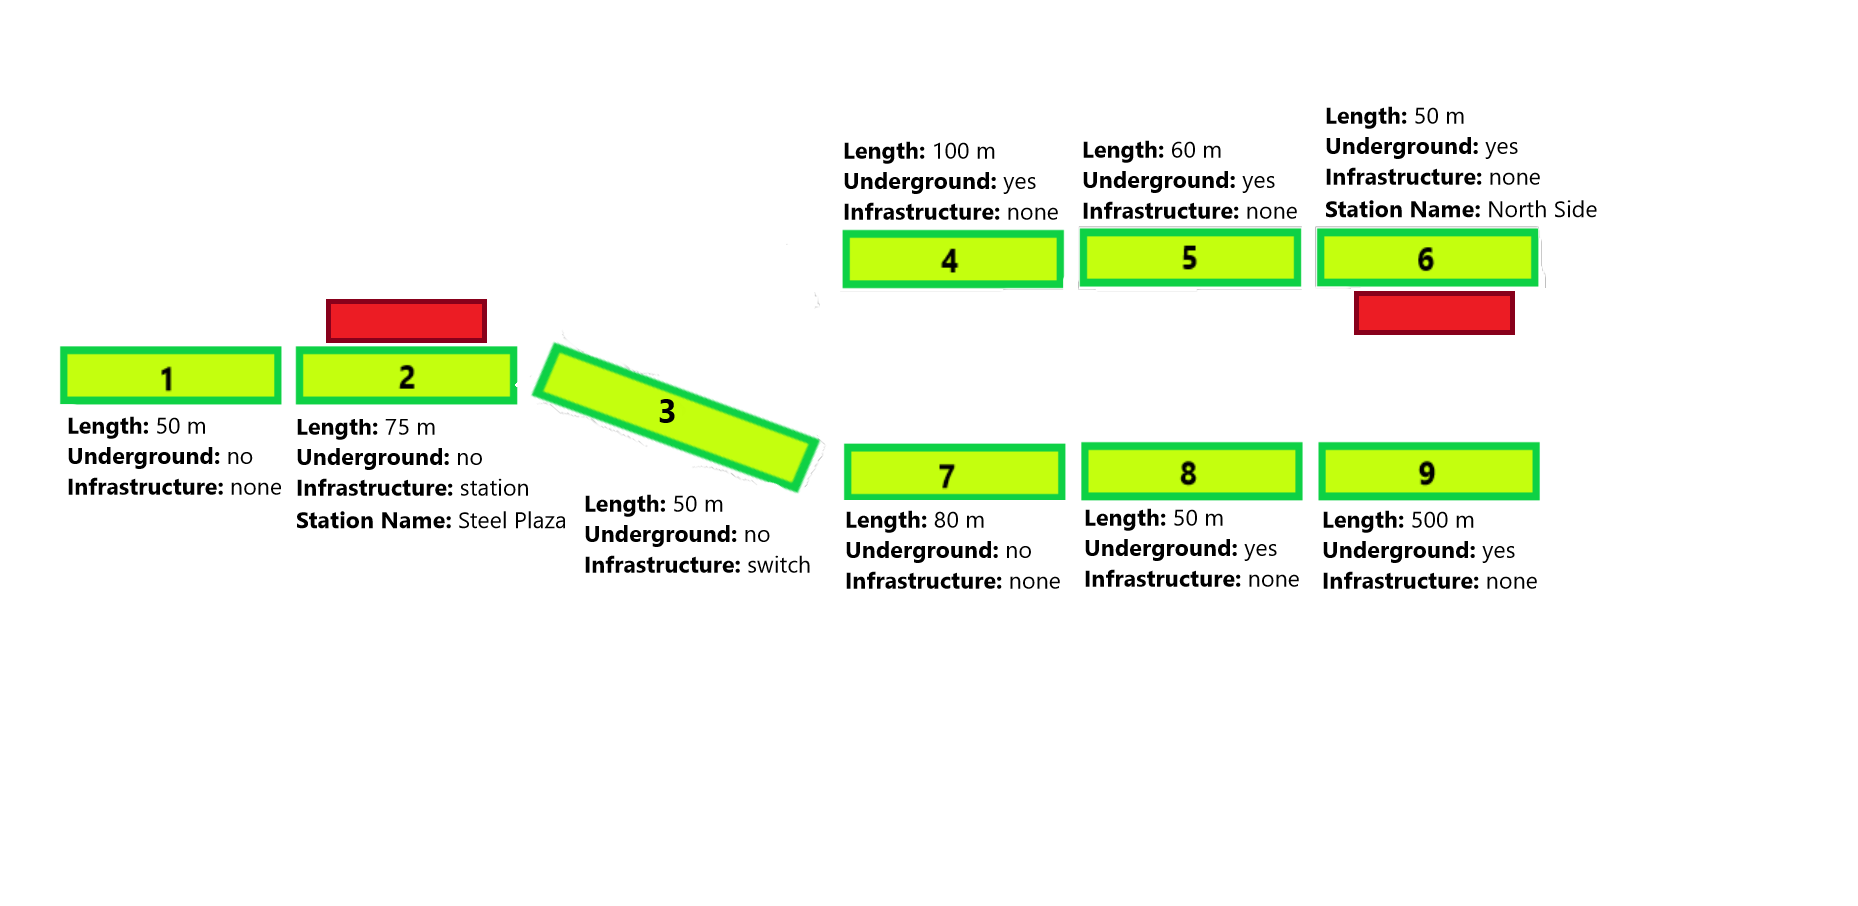 Length: 100 m
Underground: yes
Infrastructure: none
4
Length: 60 m
Underground: yes
Infrastructure: none
5
Length: 50 m
Underground: yes
Infrastructure: none
Station Name: North Side
6
1
Length: 50 m
Underground: no
Infrastructure: none
2
Length: 75 m
Underground: no
Infrastructure: station
Station Name: Steel Plaza
3
Length: 50 m
Underground: no
Infrastructure: switch
7
Length: 80 m
Underground: no
Infrastructure: none
8
Length: 50 m
Underground: yes
Infrastructure: none
9
Length: 500 m
Underground: yes
Infrastructure: none